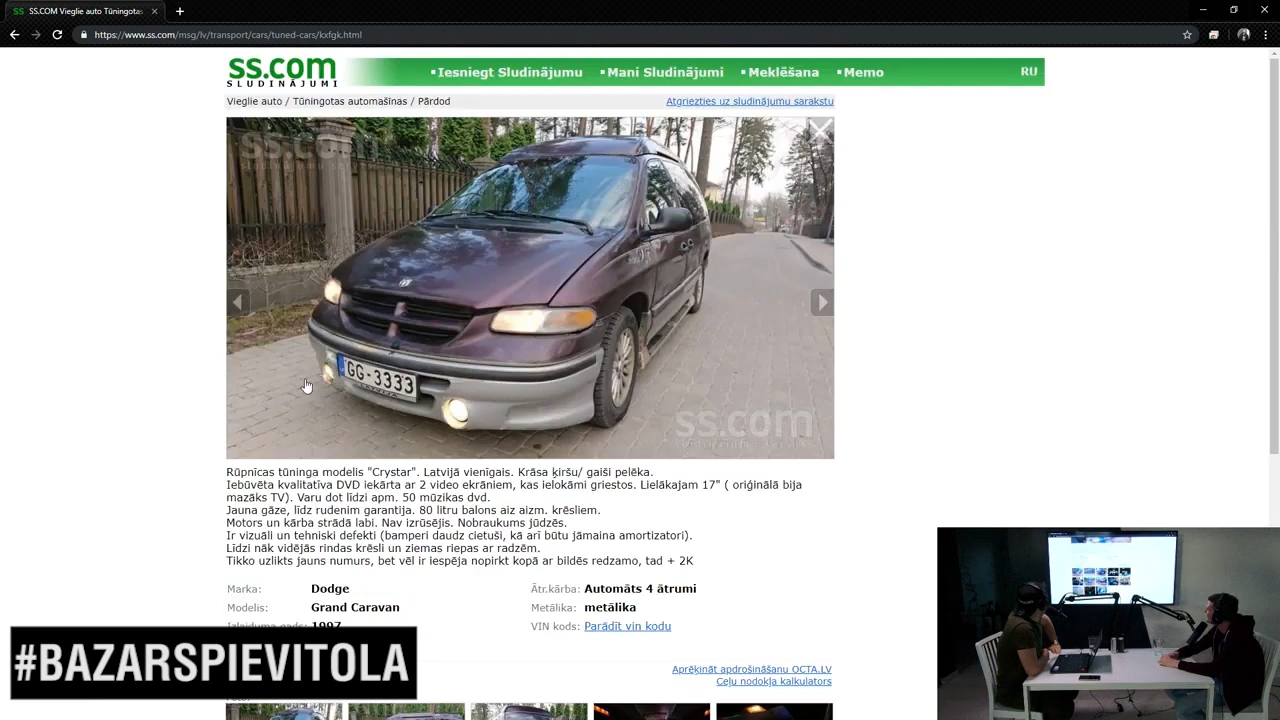 SS.COM Vieglie auto Tūningotas
https://www.ss.com/msg/lv/transport/cars/tuned-cars/kxfgk.html
ss.com
SLUDINĀJUMI
Iesniegt Sludinājumu
Mani Sludinājumi
Meklēšana
Memo
RU
Vieglie auto / Tūningotas automašīnas / Pārdod
Atgriezties uz sludinājumu sarakstu
ss.com
GG-3333
ss.com
Rūpnīcas tūninga modelis "Crystar". Latvijā vienīgais. Krāsa ķiršu/ gaiši pelēka.
Iebūvēta kvalitatīva DVD iekārta ar 2 video ekrāniem, kas ielokāmi griestos. Lielākajam 17" ( oriģinālā bija
mazāks TV). Varu dot līdzi apm. 50 mūzikas dvd.
Jauna gāze, līdz rudenim garantija. 80 litru balons aiz aizm. krēsliem.
Motors un kārba strādā labi. Nav izrūsējis. Nobraukums jūdzēs.
Ir vizuāli un tehniski defekti (bamperi daudz cietuši, kā arī būtu jāmaina amortizatori).
Līdzi nāk vidējās rindas krēsli un ziemas riepas ar radzēm.
Tikko uzlikts jauns numurs, bet vēl ir iespēja nopirkt kopā ar bildēs redzamo, tad + 2K
Marka: Dodge
Ātr.kārba: Automāts 4 ātrumi
Modelis: Grand Caravan
Metālika: metālika
Izlaiduma gads: 1997
VIN kods: Parādīt vin kodu
#BAZARSPIEVITOLA
Aprēķināt apdrošināšanu OCTA.LV
Ceļu nodokļa kalkulators